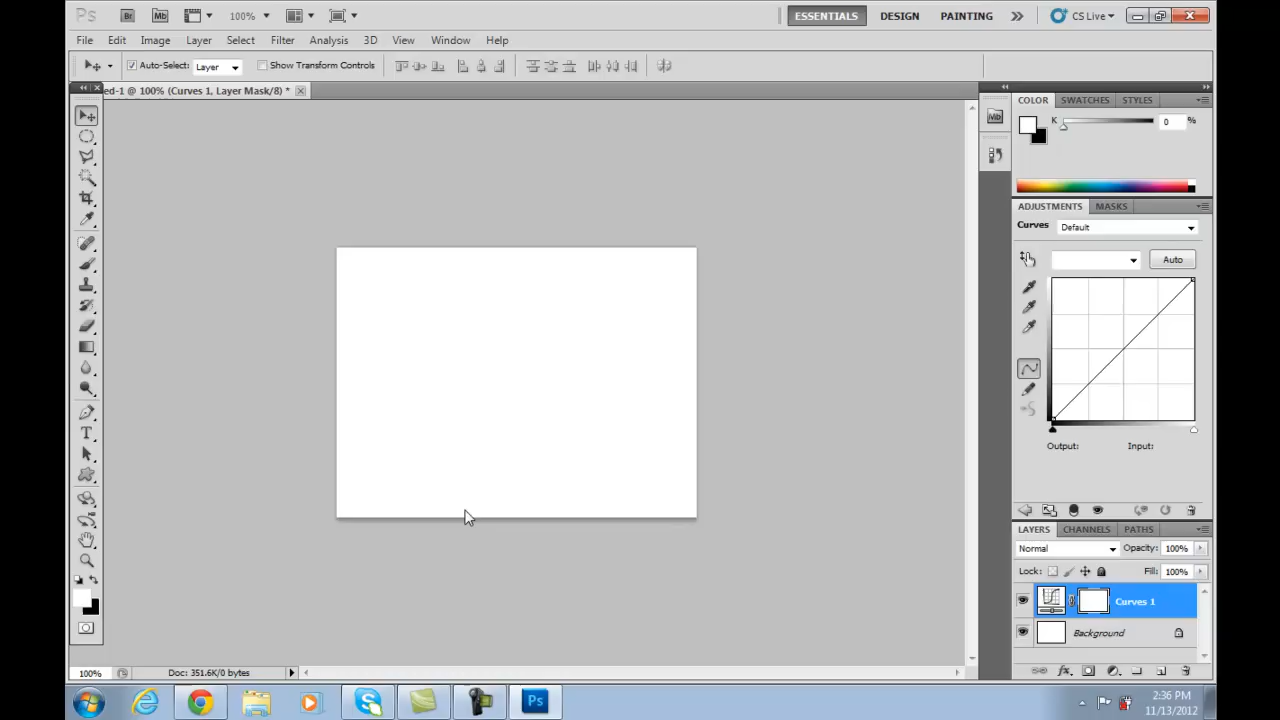 Ps Br Mb 100% ESSENTIALS DESIGN PAINTING CS Live
File Edit Image Layer Select Filter Analysis 3D View Window Help
Auto-Select: Layer Show Transform Controls
ed-1 @ 100% (Curves 1, Layer Mask/8) *
COLOR SWATCHES STYLES
Mb
K 0 %
ADJUSTMENTS MASKS
Curves Default
Auto
T
Output: Input:
LAYERS CHANNELS PATHS
Normal Opacity: 100%
Lock: Fill: 100%
Curves 1
Background
100% Doc: 351.6K/0 bytes
fx
Ps
2:36 PM
11/13/2012